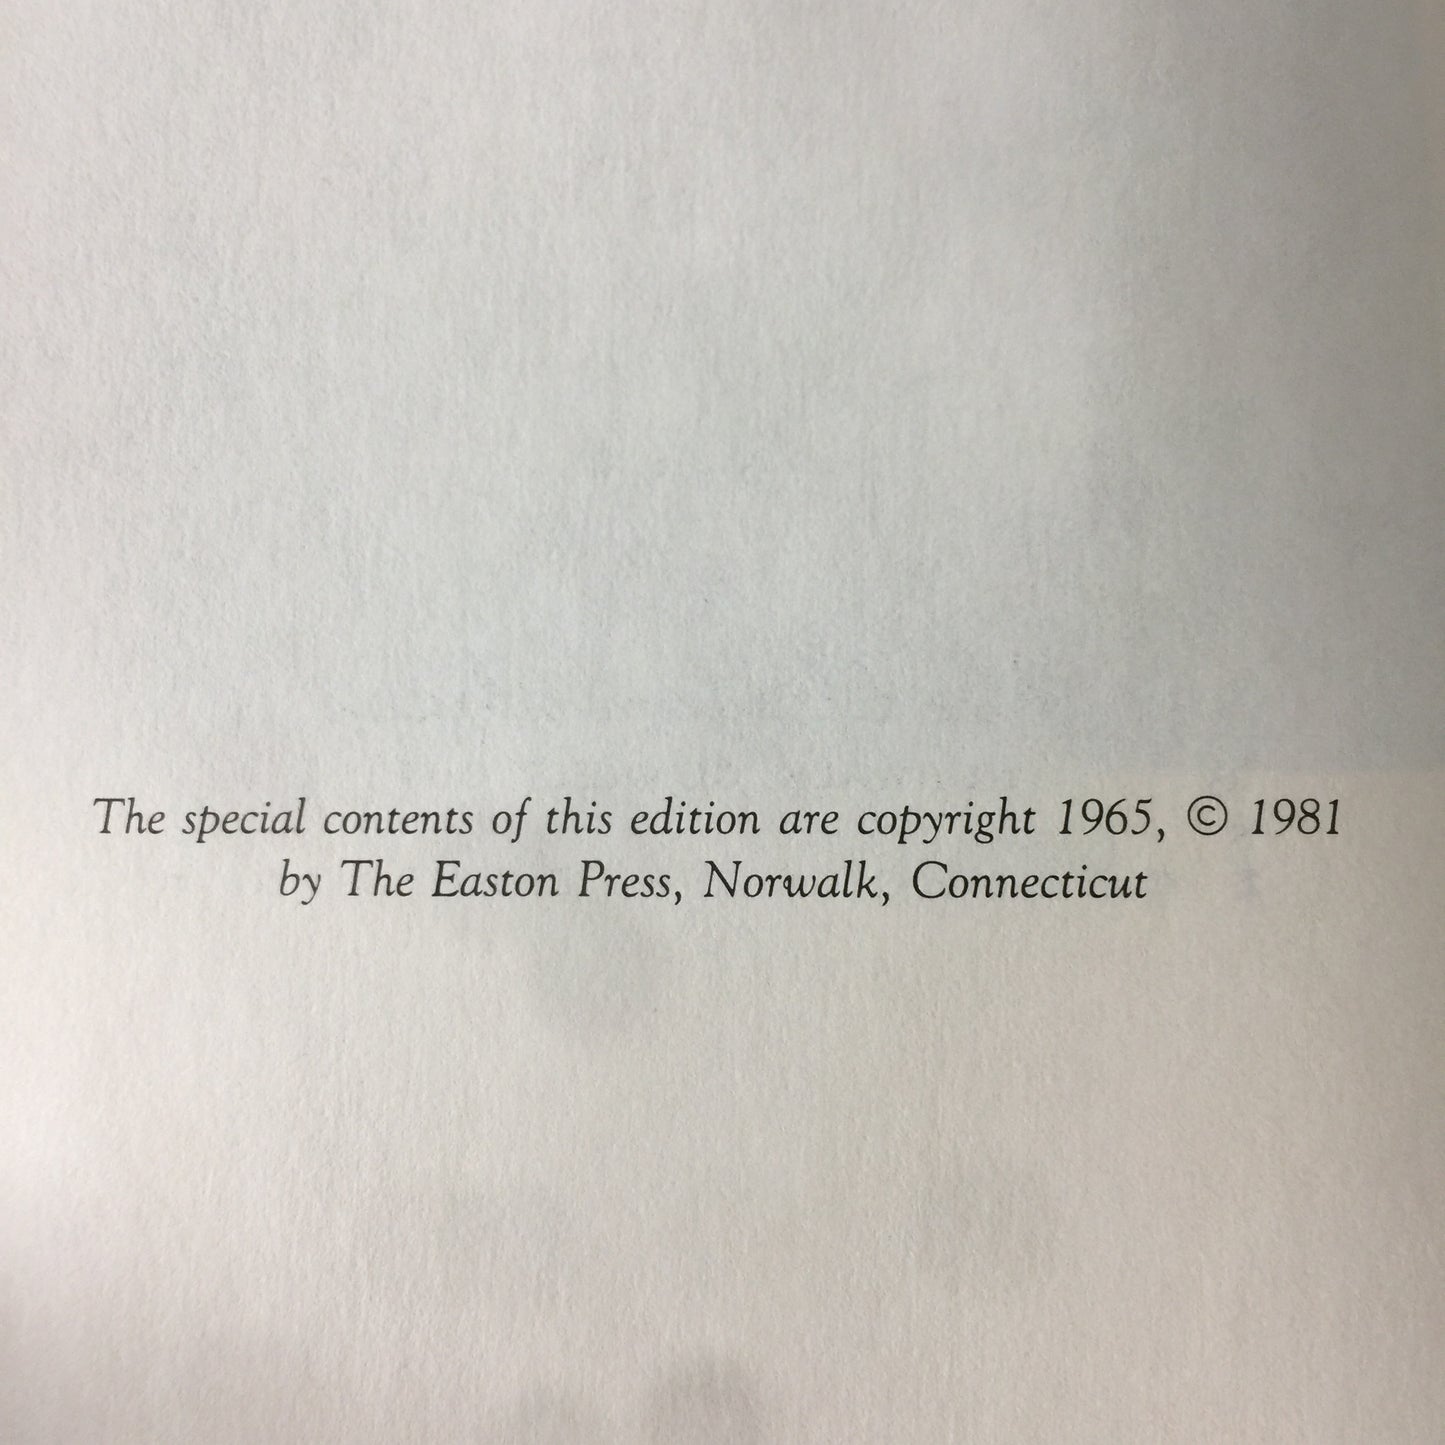 The special contents of this edition are copyright 1965, © 1981
by The Easton Press, Norwalk, Connecticut